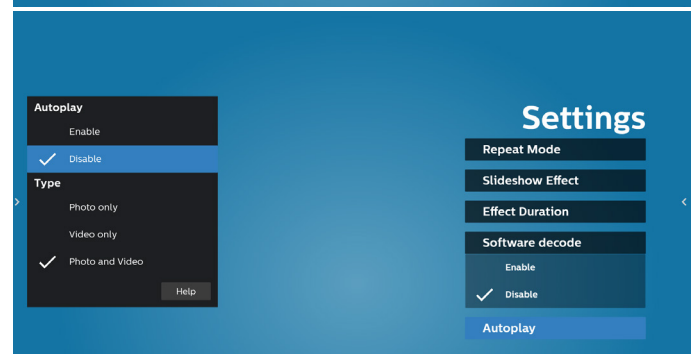 Autoplay
Enable
Disable
Type
Photo only
Video only
Photo and Video
Help
Settings
Repeat Mode
Slideshow Effect
Effect Duration
Software decode
Enable
Disable
Autoplay